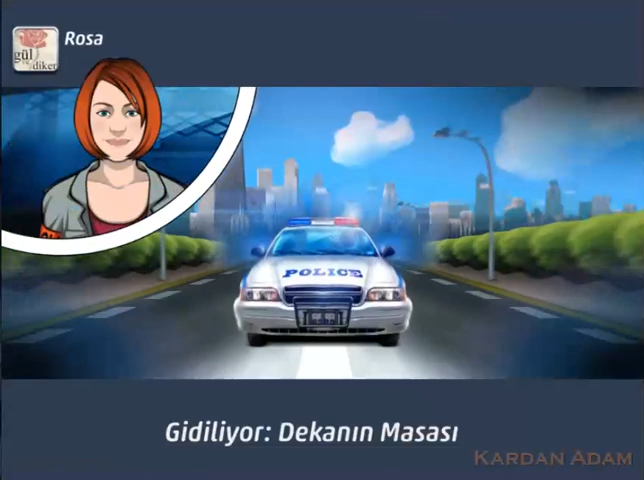 Rosa
gül
diker
POLICE
Gidiliyor: Dekanın Masası
KARDAN ADAM